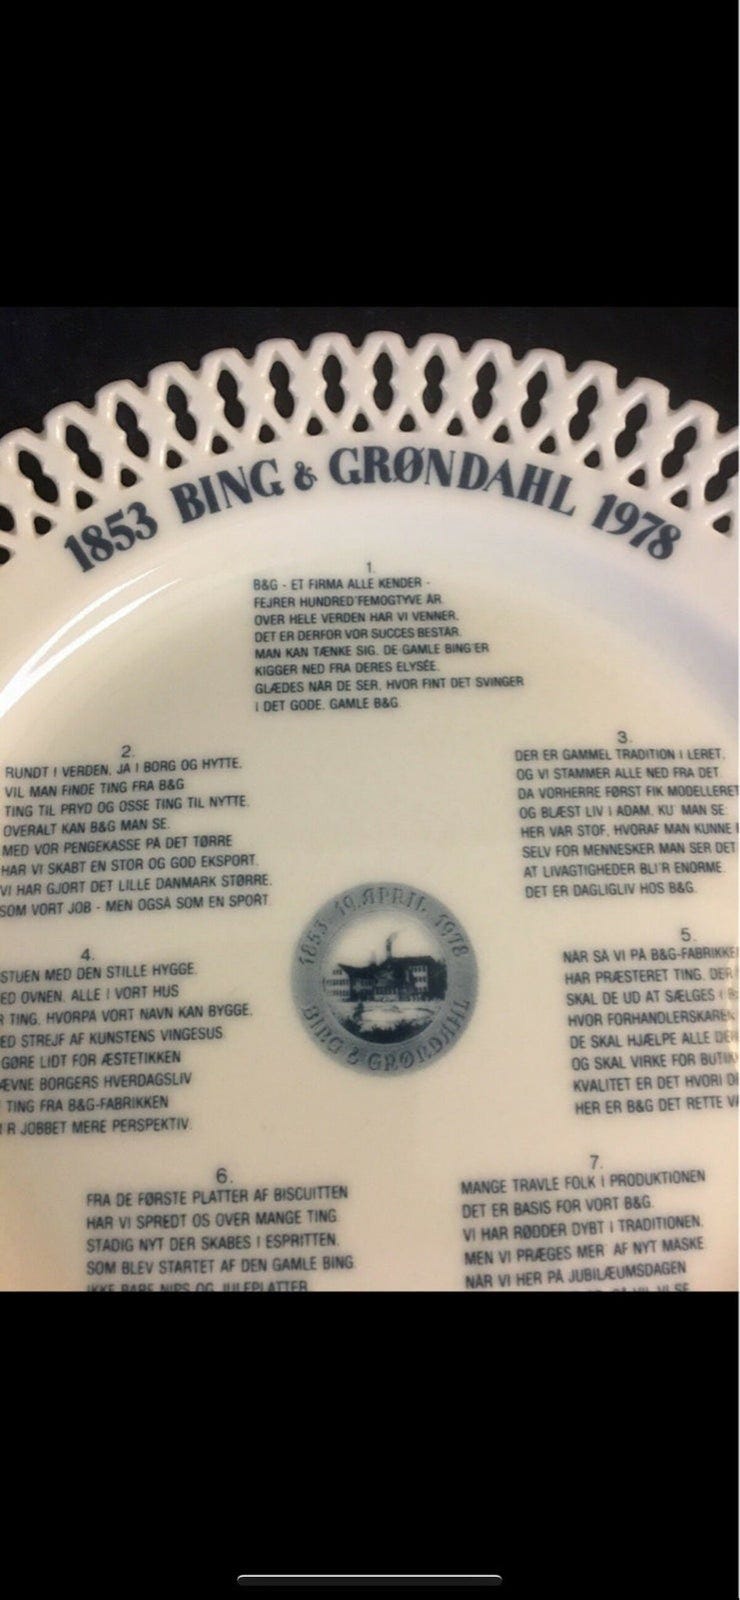 1853 BING & GRØNDAHL 1978
1.
B&G - ET FIRMA ALLE KENDER -
FEJRER HUNDRED'FEMOGTYVE ÅR.
OVER HELE VERDEN HAR VI VENNER.
DET ER DERFOR VOR SUCCES BESTÅR.
MAN KAN TÆNKE SIG, DE GAMLE BING'ER
KIGGER NED FRA DERES ELYSÉE.
GLÆDES NÅR DE SER, HVOR FINT DET SVINGER
I DET GODE, GAMLE B&G.
2.
RUNDT I VERDEN, JA I BORG OG HYTTE,
VIL MAN FINDE TING FRA B&G
TING TIL PRYD OG OSSE TING TIL NYTTE.
OVERALT KAN B&G MAN SE.
MED VOR PENGEKASSE PÅ DET TØRRE
HAR VI SKABT EN STOR OG GOD EKSPORT.
VI HAR GJORT DET LILLE DANMARK STØRRE.
SOM VORT JOB - MEN OGSÅ SOM EN SPORT.
3.
DER ER GAMMEL TRADITION I LERET,
OG VI STAMMER ALLE NED FRA DET.
DA VORHERRE FØRST FIK MODELLERET
OG BLÆST LIV I ADAM, KU' MAN SE:
HER VAR STOF, HVORAF MAN KUNNE
SELV FOR MENNESKER MAN SER DET
AT LIVAGTIGHEDER BLI'R ENORME.
DET ER DAGLIGLIV HOS B&G.
1853 19. APRIL 1978
BING & GRØNDAHL
4.
STUEN MED DEN STILLE HYGGE.
ED OVNEN. ALLE I VORT HUS
R TING, HVORPÅ VORT NAVN KAN BYGGE.
ED STREJF AF KUNSTENS VINGESUS.
GØRE LIDT FOR ÆSTETIKKEN
ÆVNE BORGERS HVERDAGSLIV
TING FRA B&G-FABRIKKEN
R JOBBET MERE PERSPEKTIV.
5.
NÅR SÅ VI PÅ B&G-FABRIKKE
HAR PRÆSTERET TING, DER
SKAL DE UD AT SÆLGES I
HVOR FORHANDLERSKAREN
DE SKAL HJÆLPE ALLE
OG SKAL VIRKE FOR
KVALITET ER DET HVORI
HER ER B&G DET RETTE
6.
FRA DE FØRSTE PLATTER AF BISCUITTEN
HAR VI SPREDT OS OVER MANGE TING.
STADIG NYT DER SKABES I ESPRITTEN,
SOM BLEV STARTET AF DEN GAMLE BING.
IKKE BARE NIPS OG JULEPLATTER
7.
MANGE TRAVLE FOLK I PRODUKTIONEN
DET ER BASIS FOR VORT B&G.
VI HAR RØDDER DYBT I TRADITIONEN,
MEN VI PRÆGES MER' AF NYT MASKE
NÅR VI HER PÅ JUBILÆUMSDAGEN